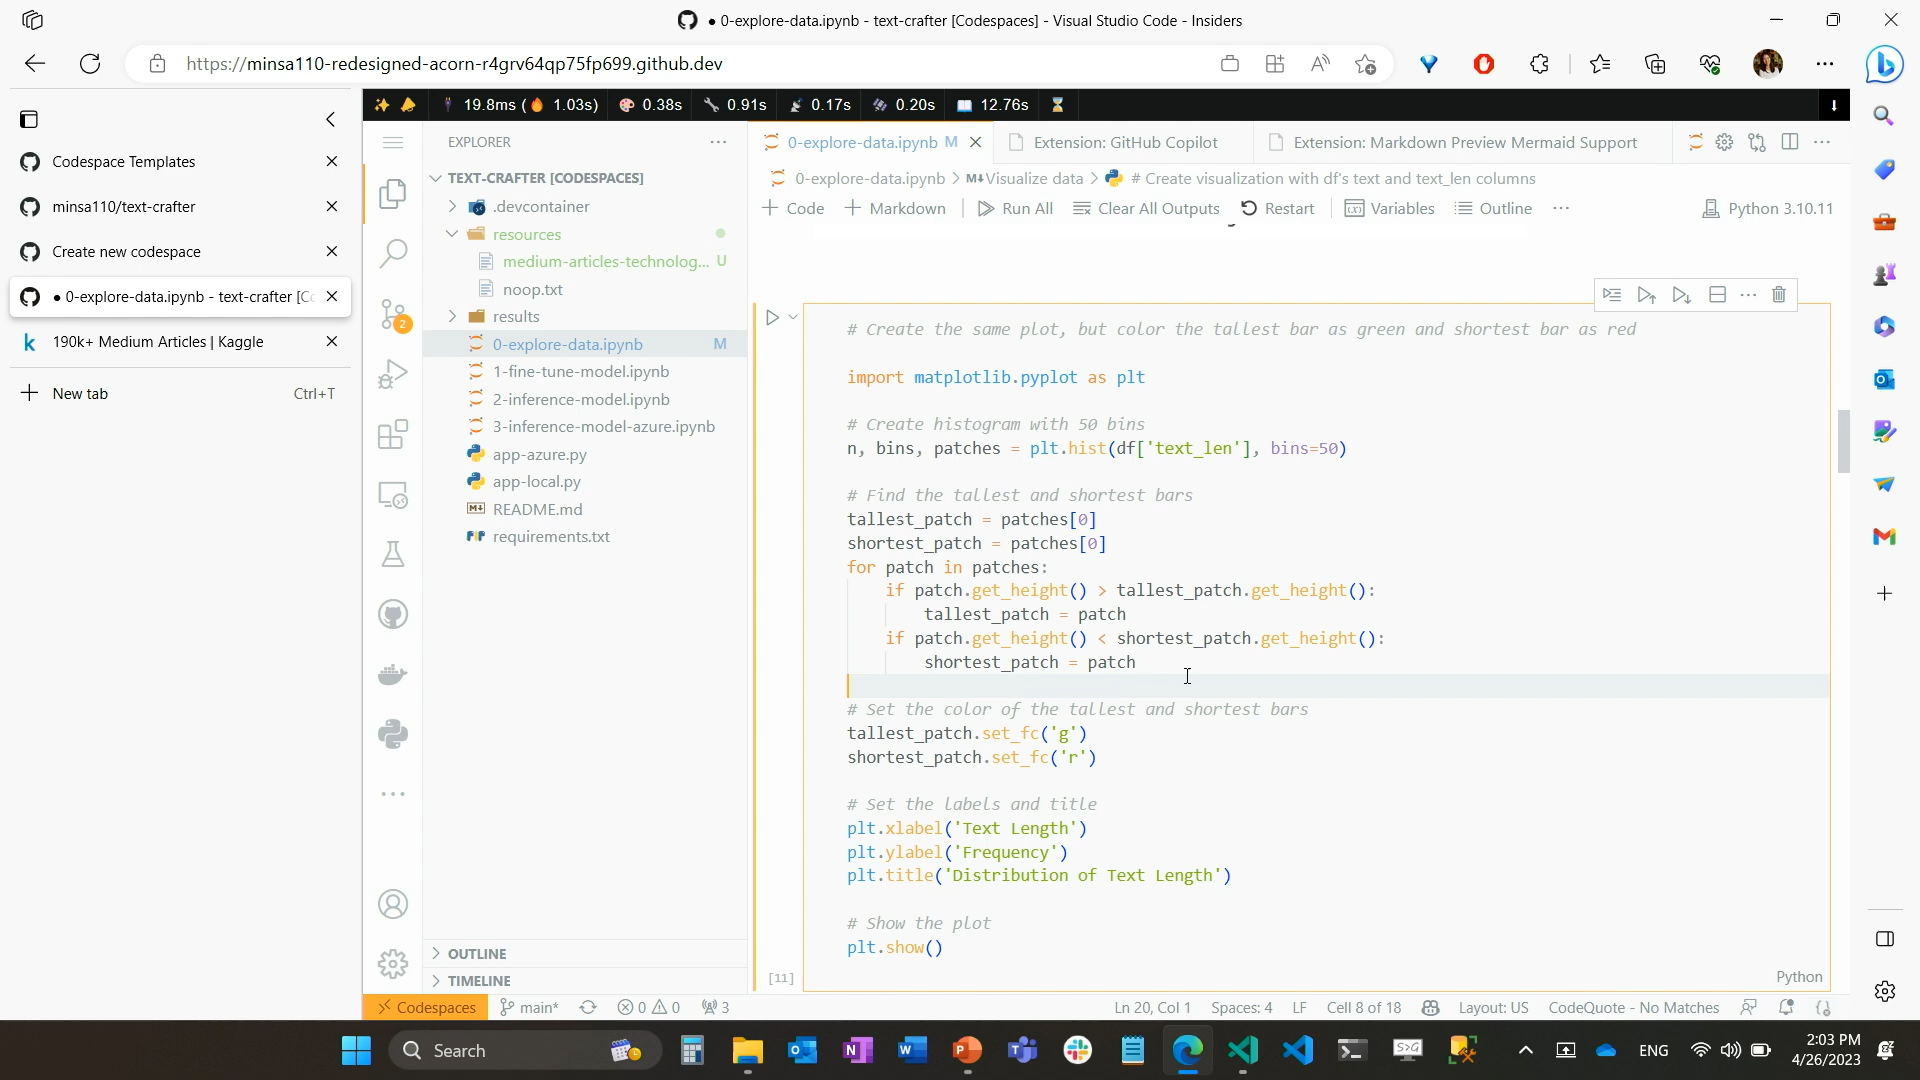 ● 0-explore-data.ipynb - text-crafter [Codespaces] - Visual Studio Code - Insiders
https://minsa110-redesigned-acorn-r4grv64qp75fp699.github.dev
Codespace Templates
minsa110/text-crafter
Create new codespace
● 0-explore-data.ipynb - text-crafter [Co
190k+ Medium Articles | Kaggle
New tab Ctrl+T
19.8ms ( 1.03s) 0.38s 0.91s 0.17s 0.20s 12.76s
EXPLORER
TEXT-CRAFTER [CODESPACES]
.devcontainer
resources
medium-articles-technolog... U
noop.txt
results
0-explore-data.ipynb M
1-fine-tune-model.ipynb
2-inference-model.ipynb
3-inference-model-azure.ipynb
app-azure.py
app-local.py
README.md
requirements.txt
OUTLINE
TIMELINE
2
0-explore-data.ipynb M
Extension: GitHub Copilot
Extension: Markdown Preview Mermaid Support
0-explore-data.ipynb > M↓Visualize data > # Create visualization with df's text and text_len columns
+ Code + Markdown Run All Clear All Outputs Restart Variables Outline ... Python 3.10.11
# Create the same plot, but color the tallest bar as green and shortest bar as red
import matplotlib.pyplot as plt
# Create histogram with 50 bins
n, bins, patches = plt.hist(df['text_len'], bins=50)
# Find the tallest and shortest bars
tallest_patch = patches[0]
shortest_patch = patches[0]
for patch in patches:
if patch.get_height() > tallest_patch.get_height():
tallest_patch = patch
if patch.get_height() < shortest_patch.get_height():
shortest_patch = patch
# Set the color of the tallest and shortest bars
tallest_patch.set_fc('g')
shortest_patch.set_fc('r')
# Set the labels and title
plt.xlabel('Text Length')
plt.ylabel('Frequency')
plt.title('Distribution of Text Length')
# Show the plot
plt.show()
[11]
Python
Codespaces main* 0 0 3 Ln 20, Col 1 Spaces: 4 LF Cell 8 of 18 Layout: US CodeQuote - No Matches
Search
ENG
2:03 PM
4/26/2023